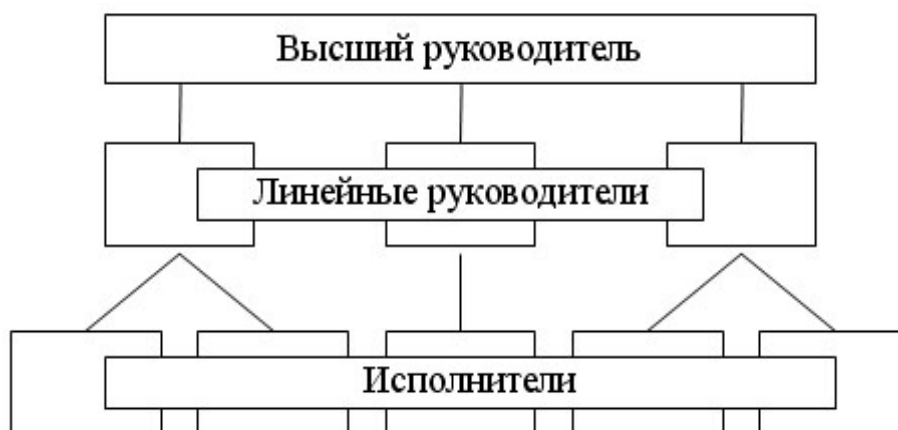 Высший руководитель
Линейные руководители
Исполнители